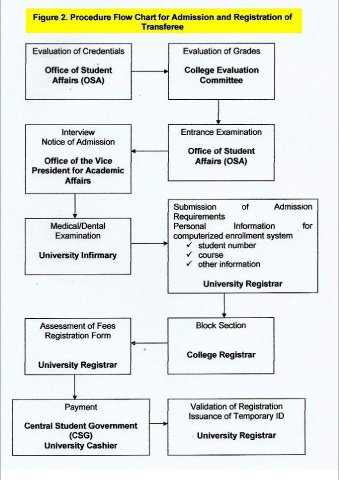 Figure 2. Procedure Flow Chart for Admission and Registration of
Transferee
Evaluation of Credentials
Office of Student
Affairs (OSA)
Evaluation of Grades
College Evaluation
Committee
Interview
Notice of Admission
Office of the Vice
President for Academic
Affairs
Entrance Examination
Office of Student
Affairs (OSA)
Medical/Dental
Examination
University Infirmary
Submission of Admission
Requirements
Personal Information for
computerized enrollment system
✓ student number
✓ course
✓ other information
University Registrar
Assessment of Fees
Registration Form
University Registrar
Block Section
College Registrar
Payment
Central Student Government
(CSG)
University Cashier
Validation of Registration
Issuance of Temporary ID
University Registrar